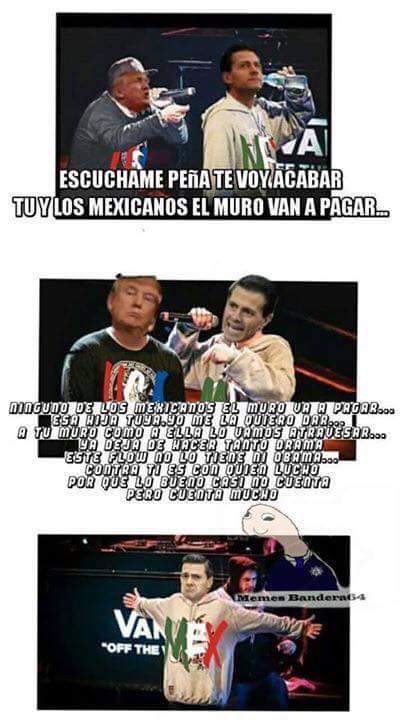 VA
ESCUCHAME PEñA TE VOY ACABAR
TU Y LOS MEXICANOS EL MURO VAN A PAGAR...
NINGUNO DE LOS MEXICANOS EL MURO VA A PAGAR...
ESA HIJA TUYA,YO ME LA QUIERO DAR...
A TU MURO COMO A ELLA LO VAMOS ATRAVESAR...
YA DEJA DE HACER TANTO DRAMA
ESTE FLOW NO LO TIENE NI OBAMA...
CONTRA TI ES CON QUIEN LUCHO
POR QUE LO BUENO CASI NO CUENTA
PERO CUENTA MUCHO
Memes Bandera64
VAN
MEX
"OFF THE